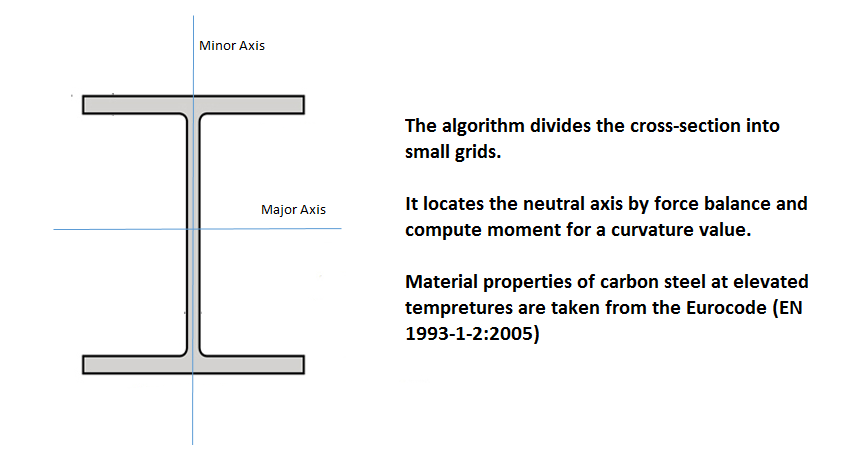 Minor Axis
Major Axis
The algorithm divides the cross-section into
small grids.
It locates the neutral axis by force balance and
compute moment for a curvature value.
Material properties of carbon steel at elevated
tempretures are taken from the Eurocode (EN
1993-1-2:2005)